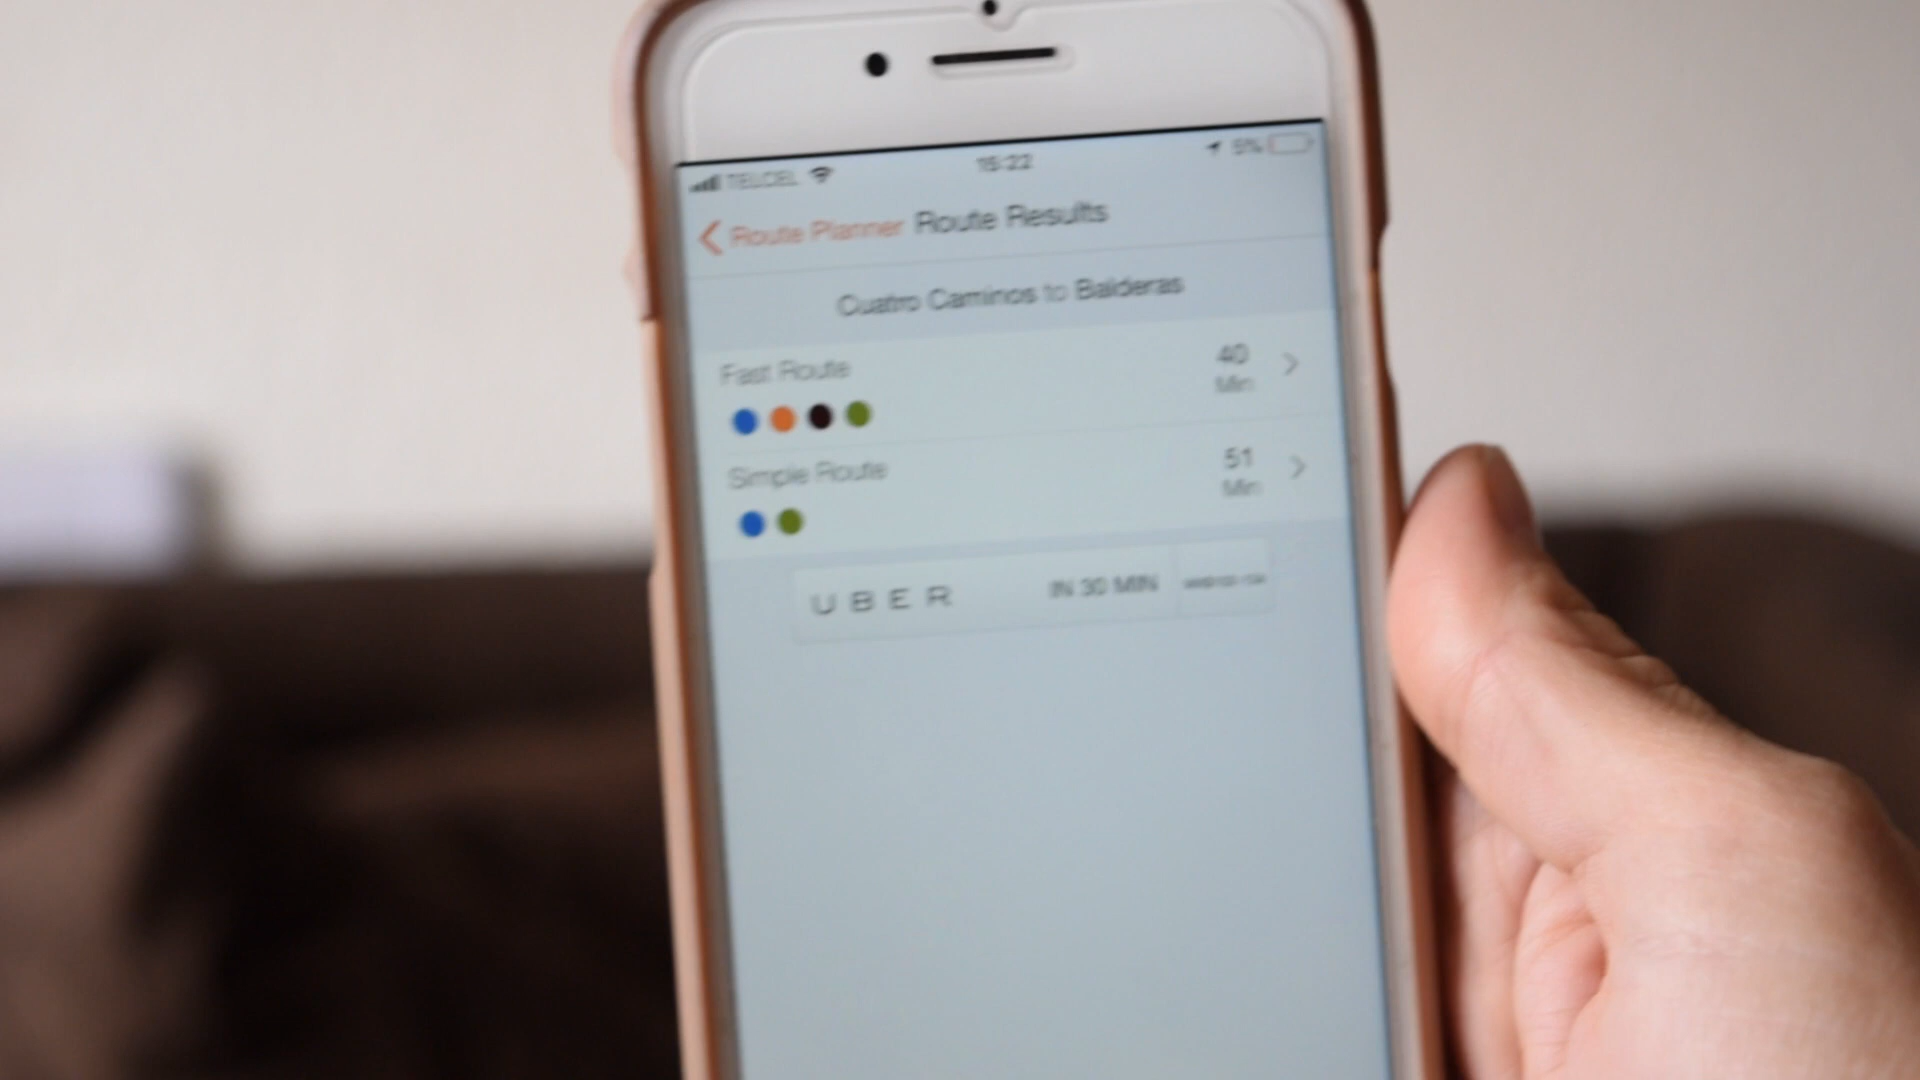 TELCEL 15:22 5%
Route Planner Route Results
Cuatro Caminos to Balderas
Fast Route 40 Min
Simple Route 51 Min
UBER IN 30 MIN